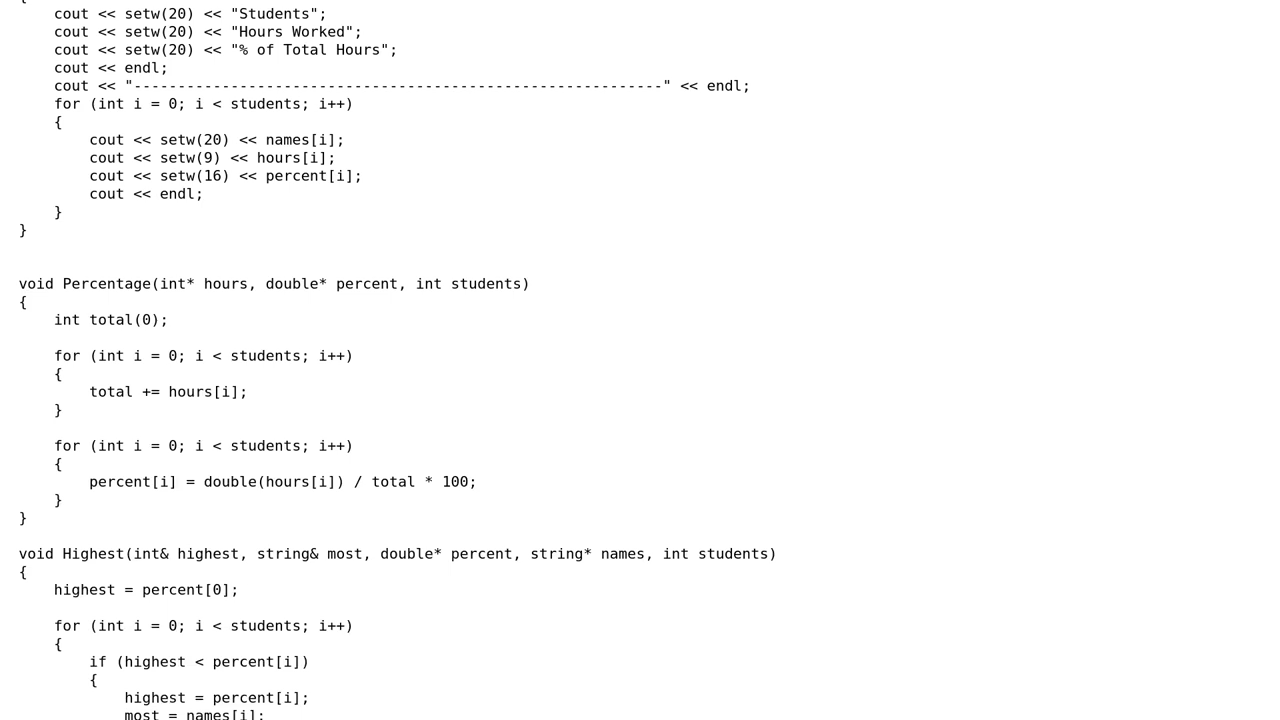 {
    cout << setw(20) << "Students";
    cout << setw(20) << "Hours Worked";
    cout << setw(20) << "% of Total Hours";
    cout << endl;
    cout << "------------------------------------------------------------" << endl;
    for (int i = 0; i < students; i++)
    {
        cout << setw(20) << names[i];
        cout << setw(9) << hours[i];
        cout << setw(16) << percent[i];
        cout << endl;
    }
}


void Percentage(int* hours, double* percent, int students)
{
    int total(0);

    for (int i = 0; i < students; i++)
    {
        total += hours[i];
    }

    for (int i = 0; i < students; i++)
    {
        percent[i] = double(hours[i]) / total * 100;
    }
}

void Highest(int& highest, string& most, double* percent, string* names, int students)
{
    highest = percent[0];

    for (int i = 0; i < students; i++)
    {
        if (highest < percent[i])
        {
            highest = percent[i];
            most = names[i];